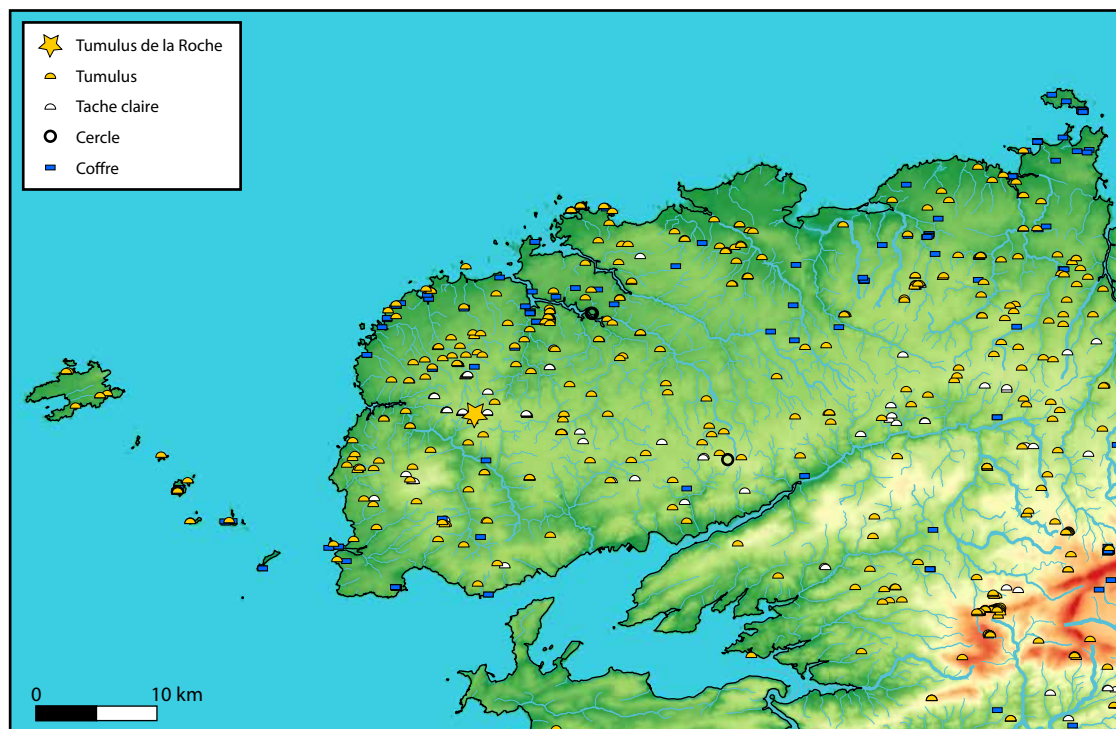 Tumulus de la Roche
Tumulus
Tache claire
Cercle
Coffre
0 10 km